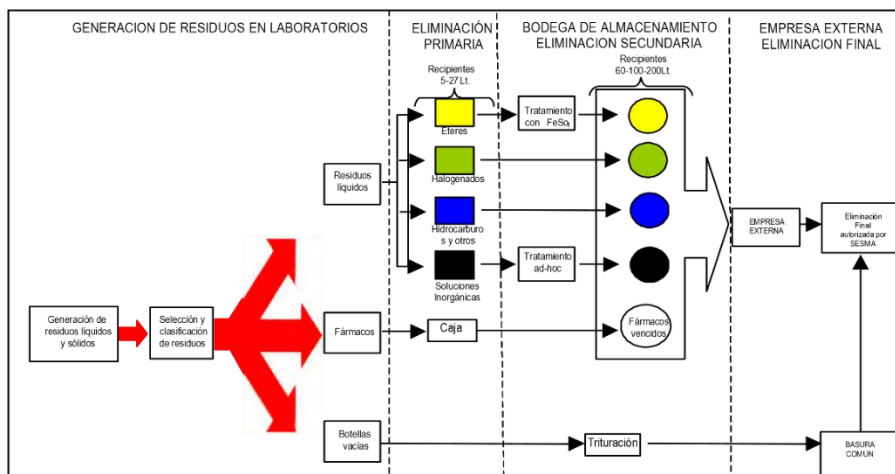 GENERACION DE RESIDUOS EN LABORATORIOS
ELIMINACIÓN
PRIMARIA
BODEGA DE ALMACENAMIENTO
ELIMINACION SECUNDARIA
EMPRESA EXTERNA
ELIMINACION FINAL
Recipientes
5-27Lt.
Recipientes
60-100-200Lt.
Eteres
Tratamiento
con FeSo4
Residuos
líquidos
Halogenados
Hidrocarburo
s y otros
Soluciones
Inorgánicas
Tratamiento
ad-hoc
EMPRESA
EXTERNA
Eliminación
Final
autorizada por
SESMA
Generación de
residuos líquidos
y sólidos
Selección y
clasificación
de residuos
Fármacos
Caja
Fármacos
vencidos
Botellas
vacías
Trituración
BASURA
COMUN